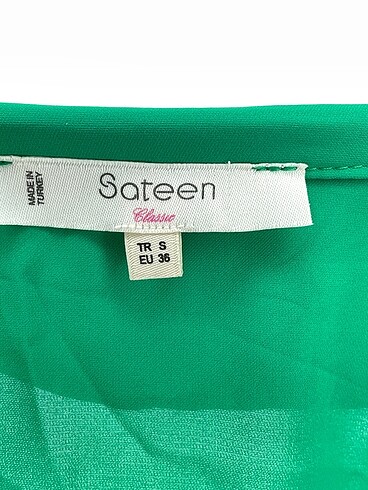 MADE IN
TURKEY
Sateen
Classic
TR S
EU 36